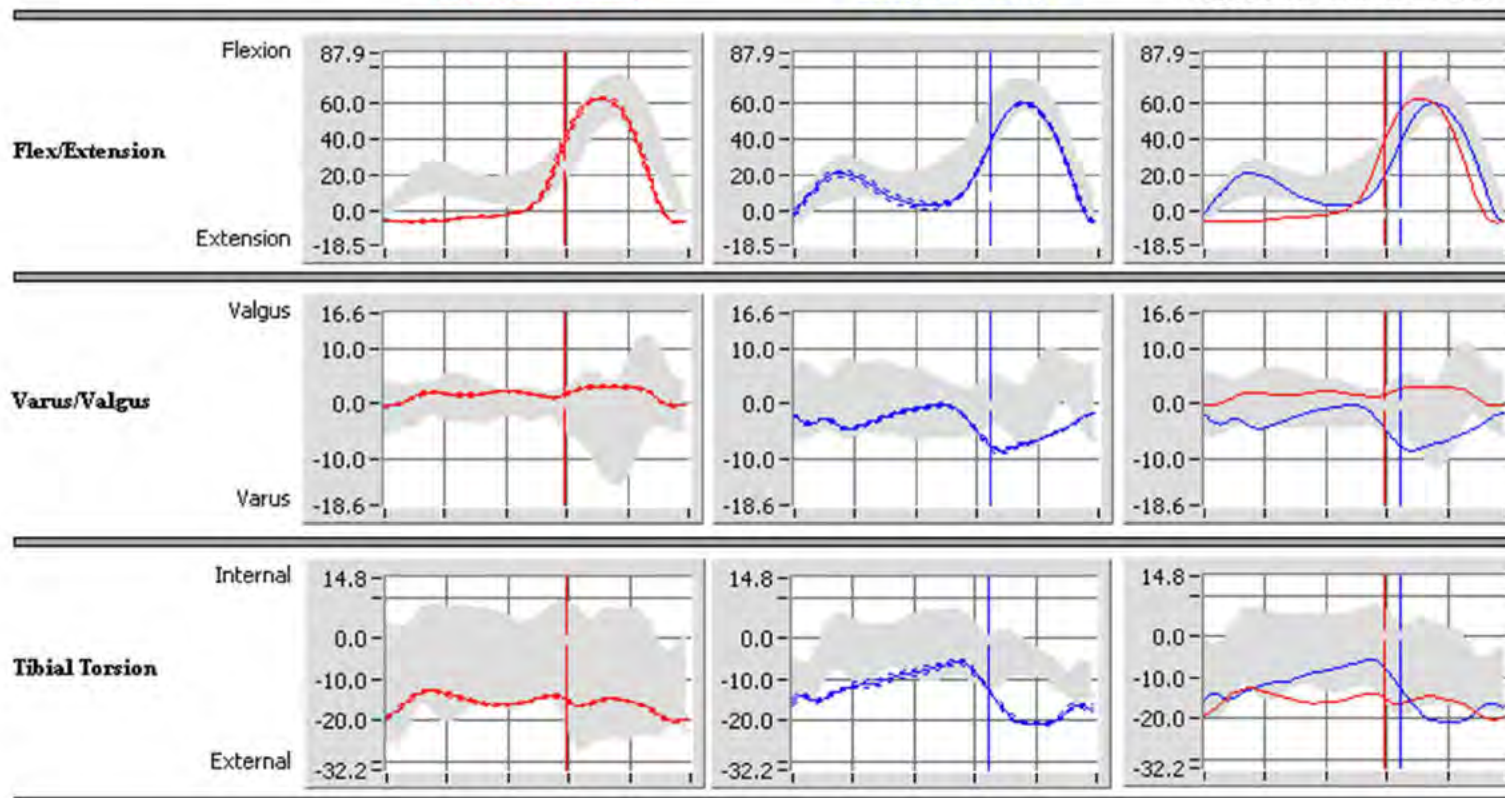 Flexion 87.9 87.9 87.9
60.0 60.0 60.0
Flex/Extension 40.0 40.0 40.0
20.0 20.0 20.0
0.0 0.0 0.0
Extension -18.5 -18.5 -18.5
Valgus 16.6 16.6 16.6
10.0 10.0 10.0
Varus/Valgus 0.0 0.0 0.0
-10.0 -10.0 -10.0
Varus -18.6 -18.6 -18.6
Internal 14.8 14.8 14.8
0.0 0.0 0.0
Tibial Torsion -10.0 -10.0 -10.0
-20.0 -20.0 -20.0
External -32.2 -32.2 -32.2